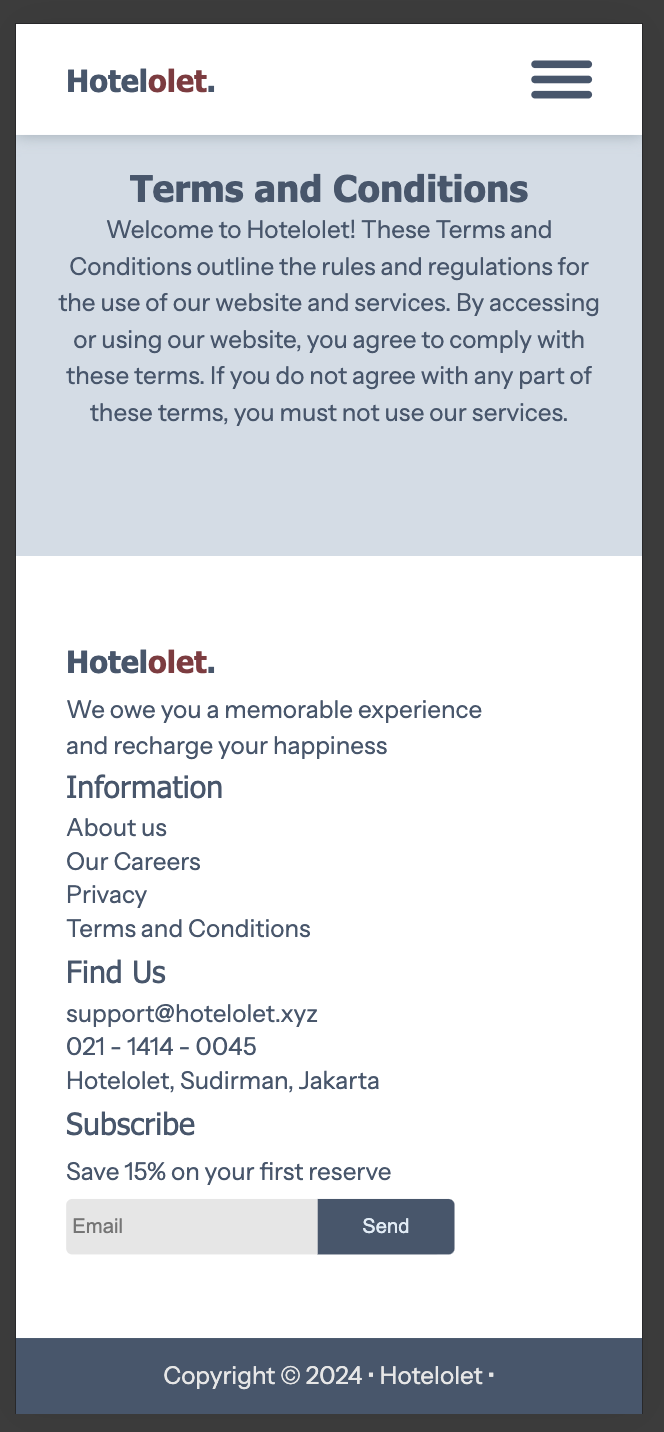 Hotelolet.
Terms and Conditions
Welcome to Hotelolet! These Terms and
Conditions outline the rules and regulations for
the use of our website and services. By accessing
or using our website, you agree to comply with
these terms. If you do not agree with any part of
these terms, you must not use our services.
Hotelolet.
We owe you a memorable experience
and recharge your happiness
Information
About us
Our Careers
Privacy
Terms and Conditions
Find Us
support@hotelolet.xyz
021 - 1414 - 0045
Hotelolet, Sudirman, Jakarta
Subscribe
Save 15% on your first reserve
Email Send
Copyright © 2024 • Hotelolet •